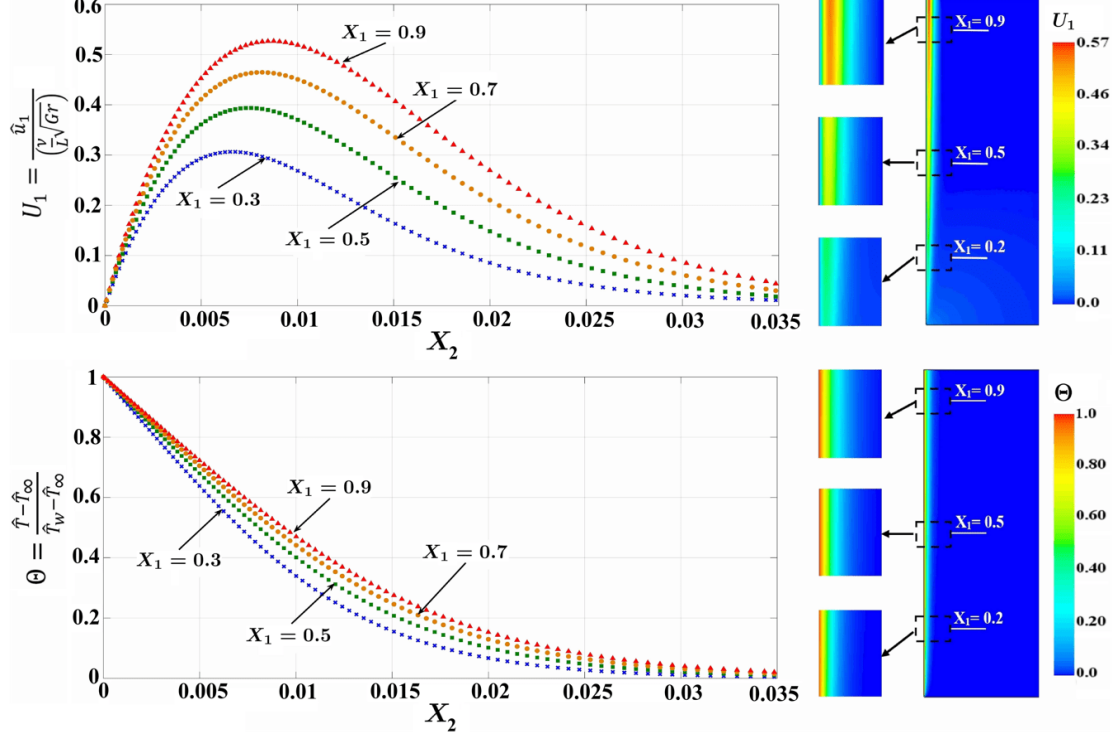 0.6
0.5
0.4
0.3
0.2
0.1
0
U₁ = û₁ / (ν/L √Gr)
X₁ = 0.9
X₁ = 0.7
X₁ = 0.3
X₁ = 0.5
0 0.005 0.01 0.015 0.02 0.025 0.03 0.035
X₂
X₁= 0.9
X₁= 0.5
X₁= 0.2
U₁
0.57
0.46
0.34
0.23
0.11
0.0
1
0.8
0.6
0.4
0.2
0
Θ = (T̂−T̂∞) / (T̂w−T̂∞)
X₁ = 0.9
X₁ = 0.7
X₁ = 0.3
X₁ = 0.5
0 0.005 0.01 0.015 0.02 0.025 0.03 0.035
X₂
X₁= 0.9
X₁= 0.5
X₁= 0.2
Θ
1.0
0.80
0.60
0.40
0.20
0.0